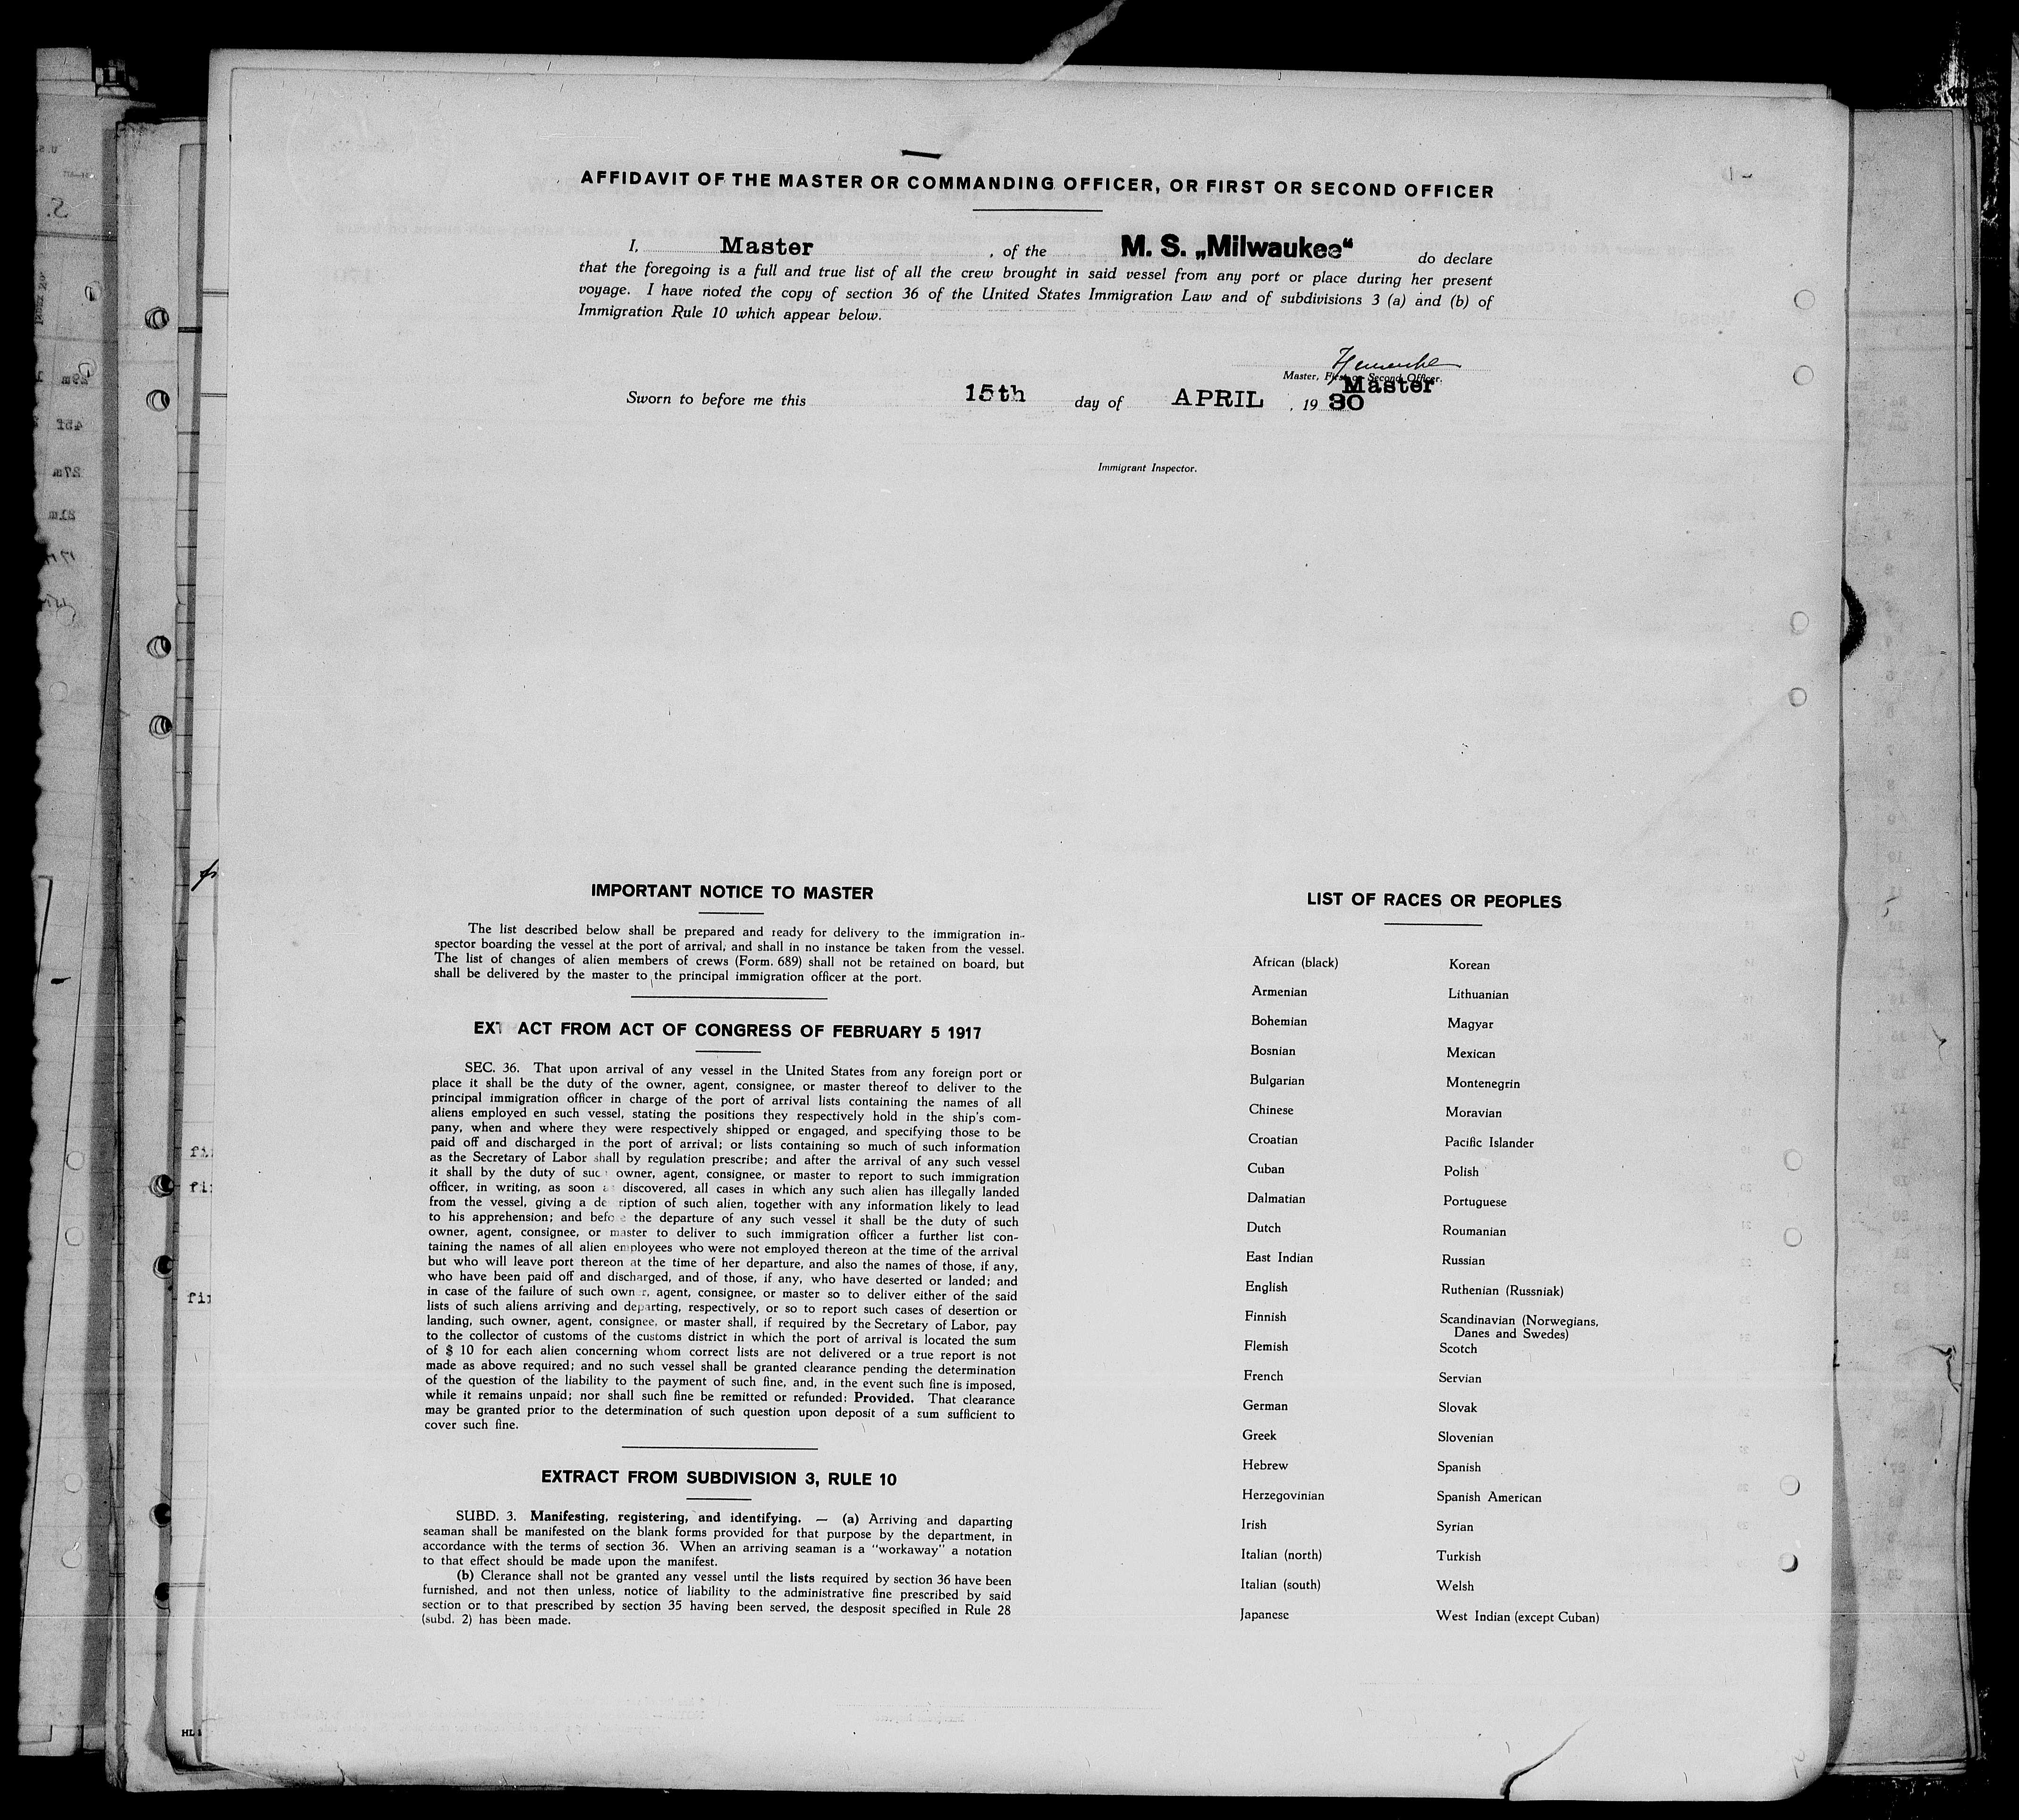 AFFIDAVIT OF THE MASTER OR COMMANDING OFFICER, OR FIRST OR SECOND OFFICER
I, Master , of the M. S. „Milwaukee“ do declare
that the foregoing is a full and true list of all the crew brought in said vessel from any port or place during her present
voyage. I have noted the copy of section 36 of the United States Immigration Law and of subdivisions 3 (a) and (b) of
Immigration Rule 10 which appear below.
Master, First or Second Officer.
Master
Sworn to before me this 15th day of APRIL , 19 30
Immigrant Inspector.
IMPORTANT NOTICE TO MASTER
The list described below shall be prepared and ready for delivery to the immigration in-
spector boarding the vessel at the port of arrival, and shall in no instance be taken from the vessel.
The list of changes of alien members of crews (Form. 689) shall not be retained on board, but
shall be delivered by the master to the principal immigration officer at the port.
EXT ACT FROM ACT OF CONGRESS OF FEBRUARY 5 1917
SEC. 36. That upon arrival of any vessel in the United States from any foreign port or
place it shall be the duty of the owner, agent, consignee, or master thereof to deliver to the
principal immigration officer in charge of the port of arrival lists containing the names of all
aliens employed en such vessel, stating the positions they respectively hold in the ship's com-
pany, when and where they were respectively shipped or engaged, and specifying those to be
paid off and discharged in the port of arrival; or lists containing so much of such information
as the Secretary of Labor shall by regulation prescribe; and after the arrival of any such vessel
it shall by the duty of such owner, agent, consignee, or master to report to such immigration
officer, in writing, as soon as discovered, all cases in which any such alien has illegally landed
from the vessel, giving a de ription of such alien, together with any information likely to lead
to his apprehension; and before the departure of any such vessel it shall be the duty of such
owner, agent, consignee, or master to deliver to such immigration officer a further list con-
taining the names of all alien employees who were not employed thereon at the time of the arrival
but who will leave port thereon at the time of her departure, and also the names of those, if any,
who have been paid off and discharged, and of those, if any, who have deserted or landed; and
in case of the failure of such owner, agent, consignee, or master so to deliver either of the said
lists of such aliens arriving and departing, respectively, or so to report such cases of desertion or
landing, such owner, agent, consignee, or master shall, if required by the Secretary of Labor, pay
to the collector of customs of the customs district in which the port of arrival is located the sum
of $ 10 for each alien concerning whom correct lists are not delivered or a true report is not
made as above required; and no such vessel shall be granted clearance pending the determination
of the question of the liability to the payment of such fine, and, in the event such fine is imposed,
while it remains unpaid; nor shall such fine be remitted or refunded: Provided. That clearance
may be granted prior to the determination of such question upon deposit of a sum sufficient to
cover such fine.
EXTRACT FROM SUBDIVISION 3, RULE 10
SUBD. 3. Manifesting, registering, and identifying. — (a) Arriving and daparting
seaman shall be manifested on the blank forms provided for that purpose by the department, in
accordance with the terms of section 36. When an arriving seaman is a "workaway" a notation
to that effect should be made upon the manifest.
(b) Clerance shall not be granted any vessel until the lists required by section 36 have been
furnished, and not then unless, notice of liability to the administrative fine prescribed by said
section or to that prescribed by section 35 having been served, the desposit specified in Rule 28
(subd. 2) has been made.
LIST OF RACES OR PEOPLES
African (black)
Armenian
Bohemian
Bosnian
Bulgarian
Chinese
Croatian
Cuban
Dalmatian
Dutch
East Indian
English
Finnish
Flemish
French
German
Greek
Hebrew
Herzegovinian
Irish
Italian (north)
Italian (south)
Japanese
Korean
Lithuanian
Magyar
Mexican
Montenegrin
Moravian
Pacific Islander
Polish
Portuguese
Roumanian
Russian
Ruthenian (Russniak)
Scandinavian (Norwegians,
Danes and Swedes)
Scotch
Servian
Slovak
Slovenian
Spanish
Spanish American
Syrian
Turkish
Welsh
West Indian (except Cuban)